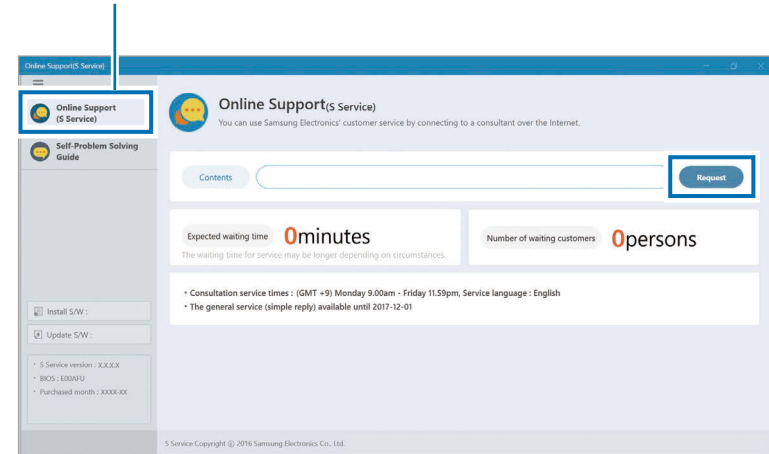 Online Support(S Service)
Online Support
(S Service)
Self-Problem Solving
Guide
Install S/W :
Update S/W :
• S Service version : X.X.X.X
• BIOS : E00AFU
• Purchased month : XXXX-XX
Online Support(S Service)
You can use Samsung Electronics' customer service by connecting to a consultant over the Internet.
Contents
Request
Expected waiting time 0minutes
The waiting time for service may be longer depending on circumstances.
Number of waiting customers 0persons
• Consultation service times : (GMT +9) Monday 9.00am - Friday 11.59pm, Service language : English
• The general service (simple reply) available until 2017-12-01
S Service Copyright ⓒ 2016 Samsung Electronics Co., Ltd.